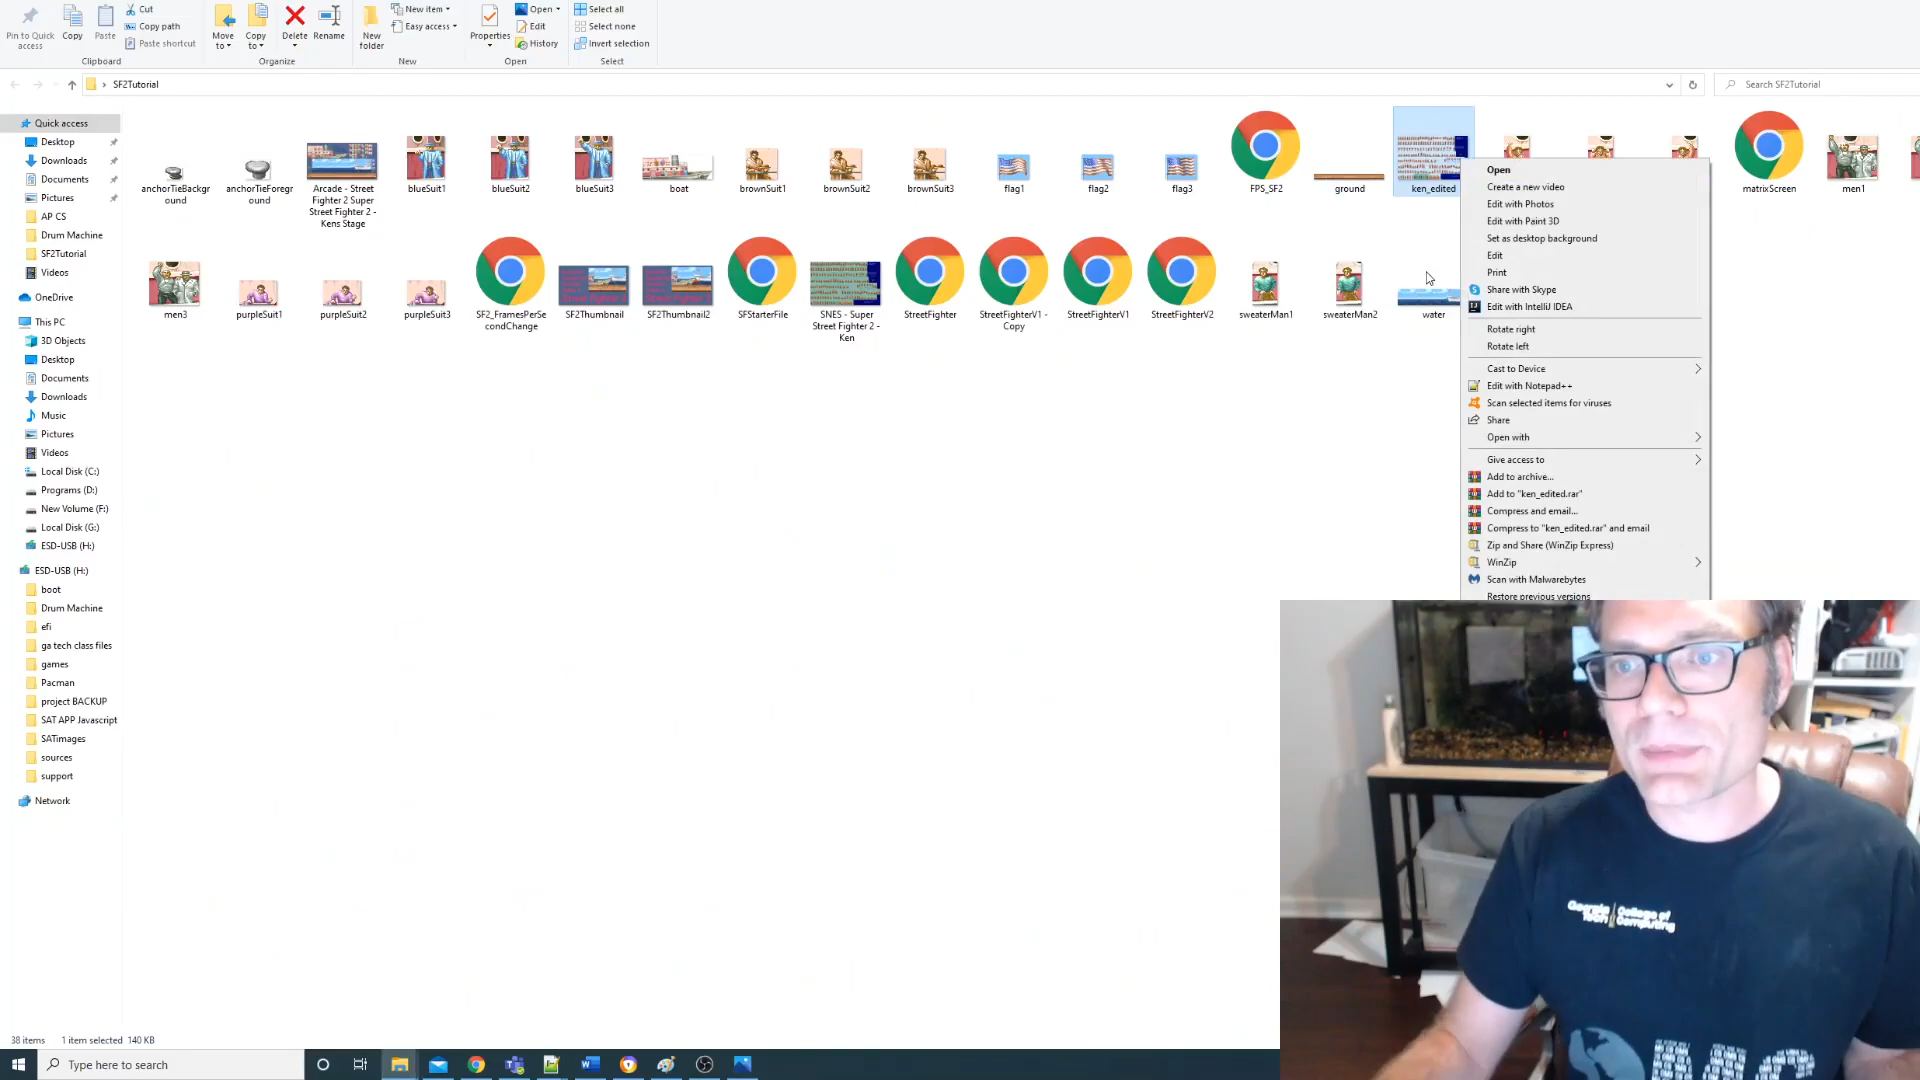 Pin to Quick access
Copy
Paste
Cut
Copy path
Paste shortcut
Clipboard
Move to
Copy to
Delete
Rename
Organize
New folder
New item
Easy access
New
Properties
Open
Edit
History
Open
Select all
Select none
Invert selection
Select
SF2Tutorial
Search SF2Tutorial
Quick access
Desktop
Downloads
Documents
Pictures
AP CS
Drum Machine
SF2Tutorial
Videos
OneDrive
This PC
3D Objects
Desktop
Documents
Downloads
Music
Pictures
Videos
Local Disk (C:)
Programs (D:)
New Volume (F:)
Local Disk (G:)
ESD-USB (H:)
ESD-USB (H:)
boot
Drum Machine
efi
ga tech class files
games
Pacman
project BACKUP
SAT APP Javascript
SATimages
sources
support
Network
anchorTieBackgr
ound
anchorTieForegr
ound
Arcade - Street
Fighter 2 Super
Street Fighter 2 -
Kens Stage
blueSuit1
blueSuit2
blueSuit3
boat
brownSuit1
brownSuit2
brownSuit3
flag1
flag2
flag3
FPS_SF2
ground
ken_edited
matrixScreen
men1
men3
purpleSuit1
purpleSuit2
purpleSuit3
SF2_FramesPerSe
condChange
SF2Thumbnail
SF2Thumbnail2
SFStarterFile
SNES - Super
Street Fighter 2 -
Ken
StreetFighter
StreetFighterV1 -
Copy
StreetFighterV1
StreetFighterV2
sweaterMan1
sweaterMan2
water
Open
Create a new video
Edit with Photos
Edit with Paint 3D
Set as desktop background
Edit
Print
Share with Skype
Edit with IntelliJ IDEA
Rotate right
Rotate left
Cast to Device
Edit with Notepad++
Scan selected items for viruses
Share
Open with
Give access to
Add to archive...
Add to "ken_edited.rar"
Compress and email...
Compress to "ken_edited.rar" and email
Zip and Share (WinZip Express)
WinZip
Scan with Malwarebytes
Restore previous versions
Georgia Tech
College of
Computing
38 items
1 item selected 140 KB
Type here to search